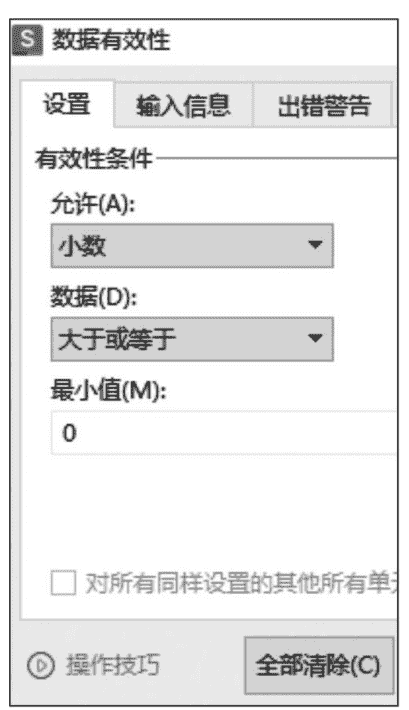 S 数据有效性
设置 输入信息 出错警告
有效性条件
允许(A):
小数
数据(D):
大于或等于
最小值(M):
0
对所有同样设置的其他所有单
操作技巧 全部清除(C)